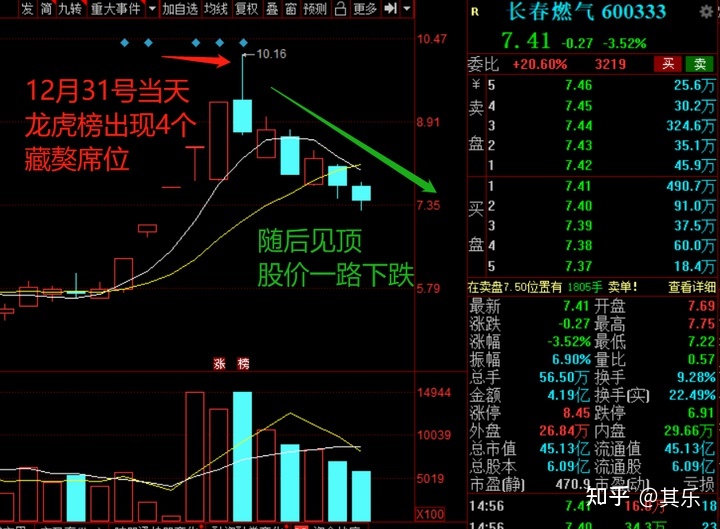 发 简 九转 重大事件 加自选 均线 复权 叠 窗 预测 更多
R 长春燃气 600333
7.41 -0.27 -3.52%
委比 +20.60% 3219 买 卖
10.47
10.16
12月31号当天
龙虎榜出现4个
藏獒席位
8.91
7.35
随后见顶
股价一路下跌
5.79
涨 榜
14944
10039
5019
X100
¥
卖盘
5 7.46 25.6万
4 7.45 30.2万
3 7.44 324.6万
2 7.43 35.1万
1 7.42 45.9万
买盘
1 7.41 490.7万
2 7.40 91.0万
3 7.39 37.5万
4 7.38 60.0万
5 7.37 18.4万
在卖盘7.50位置有 1805手 卖单! 查看详细
最新 7.41 开盘 7.69
涨跌 -0.27 最高 7.75
涨幅 -3.52% 最低 7.22
振幅 6.90% 量比 0.57
总手 56.50万 换手 9.28%
金额 4.19亿 换手(实) 22.49%
涨停 8.45 跌停 6.91
外盘 26.84万 内盘 29.66万
总市值 45.13亿 流通值 45.13亿
总股本 6.09亿 流通股 6.09亿
市盈(静) 470.9 市盈(动) 亏损
14:56 7.41 18
14:56 7.40 34.3万
知乎 @其乐